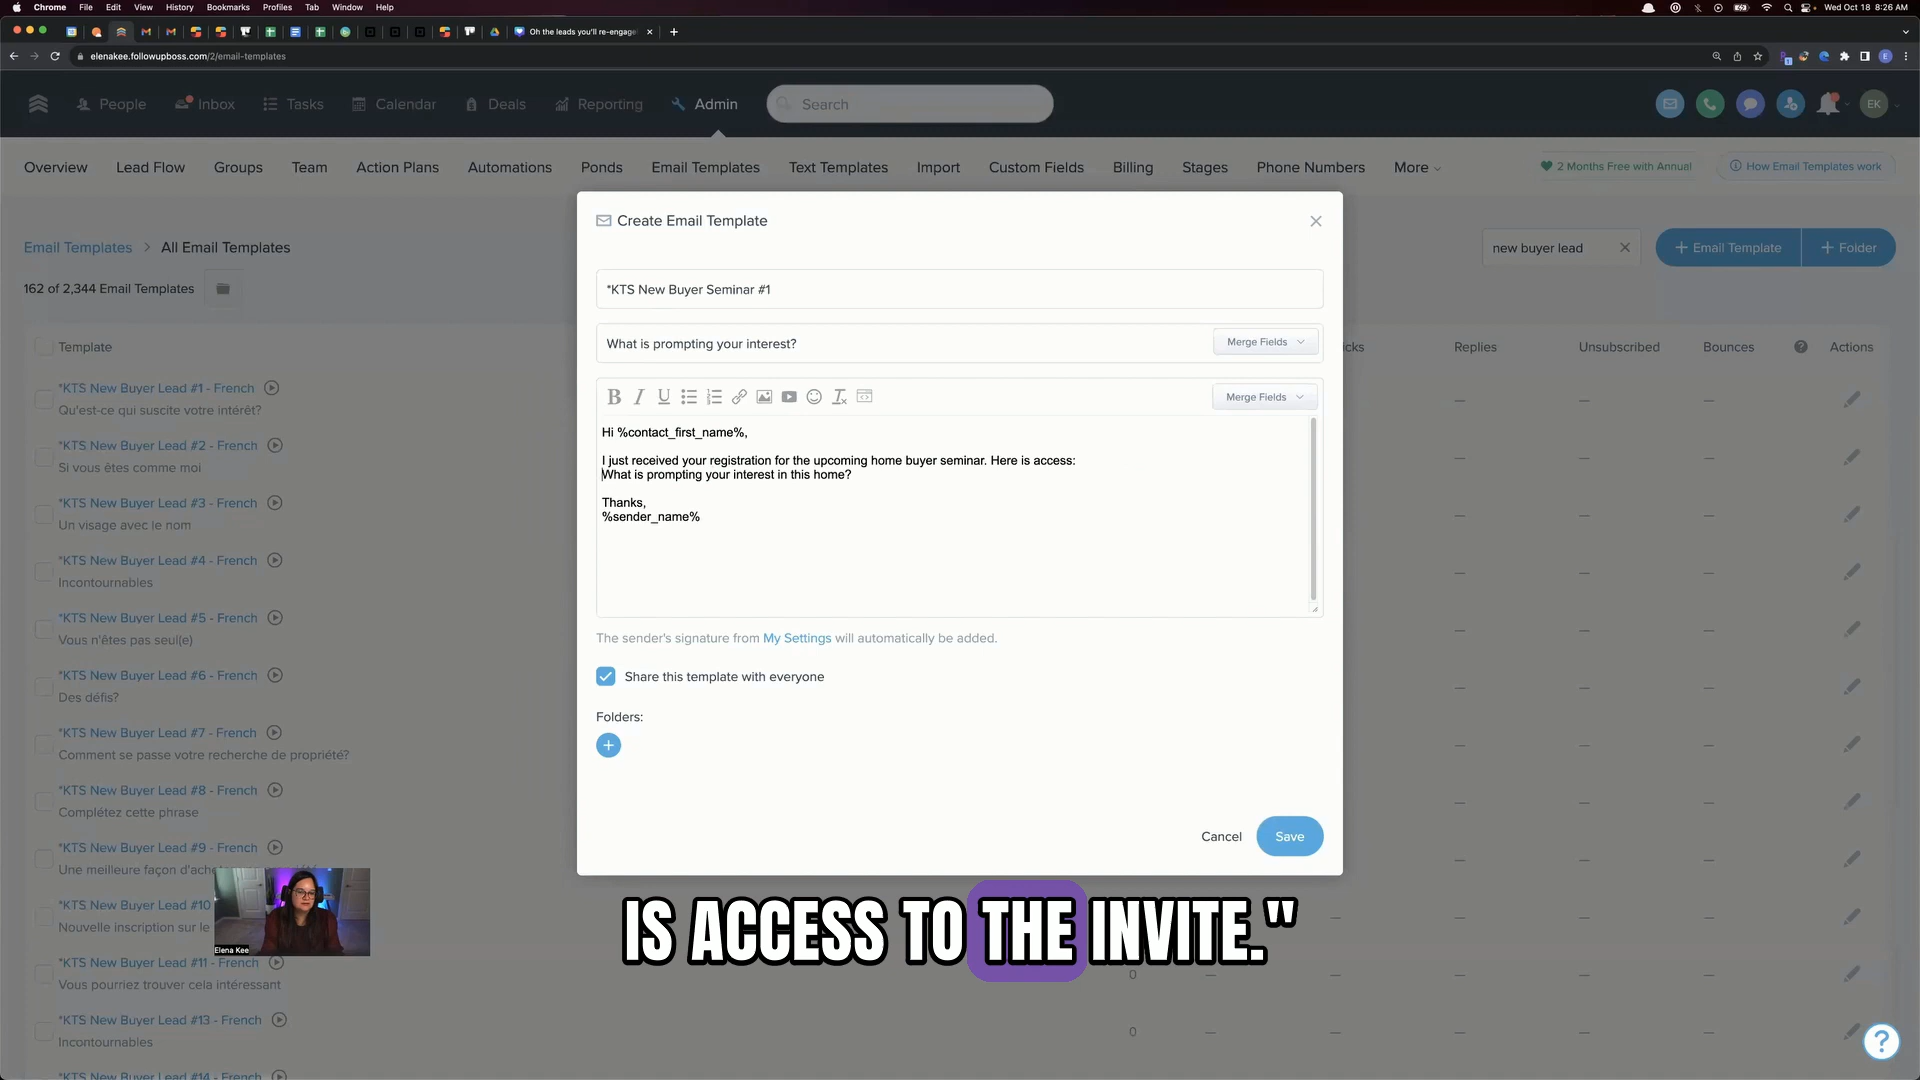 Chrome File Edit View History Bookmarks Profiles Tab Window Help
Wed Oct 18 8:26 AM
Oh the leads you'll re-engage
elenakee.followupboss.com/2/email-templates
People Inbox Tasks Calendar Deals Reporting Admin Search EK
Overview Lead Flow Groups Team Action Plans Automations Ponds Email Templates Text Templates Import Custom Fields Billing Stages Phone Numbers More
2 Months Free with Annual
How Email Templates work
Email Templates > All Email Templates
new buyer lead
+ Email Template
+ Folder
162 of 2,344 Email Templates
Template
Replies Unsubscribed Bounces Actions
*KTS New Buyer Lead #1 - French
Qu'est-ce qui suscite votre intérêt?
*KTS New Buyer Lead #2 - French
Si vous êtes comme moi
*KTS New Buyer Lead #3 - French
Un visage avec le nom
*KTS New Buyer Lead #4 - French
Incontournables
*KTS New Buyer Lead #5 - French
Vous n'êtes pas seul(e)
*KTS New Buyer Lead #6 - French
Des défis?
*KTS New Buyer Lead #7 - French
Comment se passe votre recherche de propriété?
*KTS New Buyer Lead #8 - French
Complétez cette phrase
*KTS New Buyer Lead #9 - French
Une meilleure façon
*KTS New Buyer Lead #10
Nouvelle inscription sur le
*KTS New Buyer Lead #11 - French
Vous pourriez trouver cela intéressant
0
*KTS New Buyer Lead #13 - French
Incontournables
0
*KTS New Buyer Lead #14 - French
Create Email Template
*KTS New Buyer Seminar #1
What is prompting your interest?
Merge Fields
Merge Fields
Hi %contact_first_name%,
I just received your registration for the upcoming home buyer seminar. Here is access:
What is prompting your interest in this home?
Thanks,
%sender_name%
The sender's signature from My Settings will automatically be added.
Share this template with everyone
Folders:
Cancel
Save
Elena Kee
IS ACCESS TO THE INVITE."